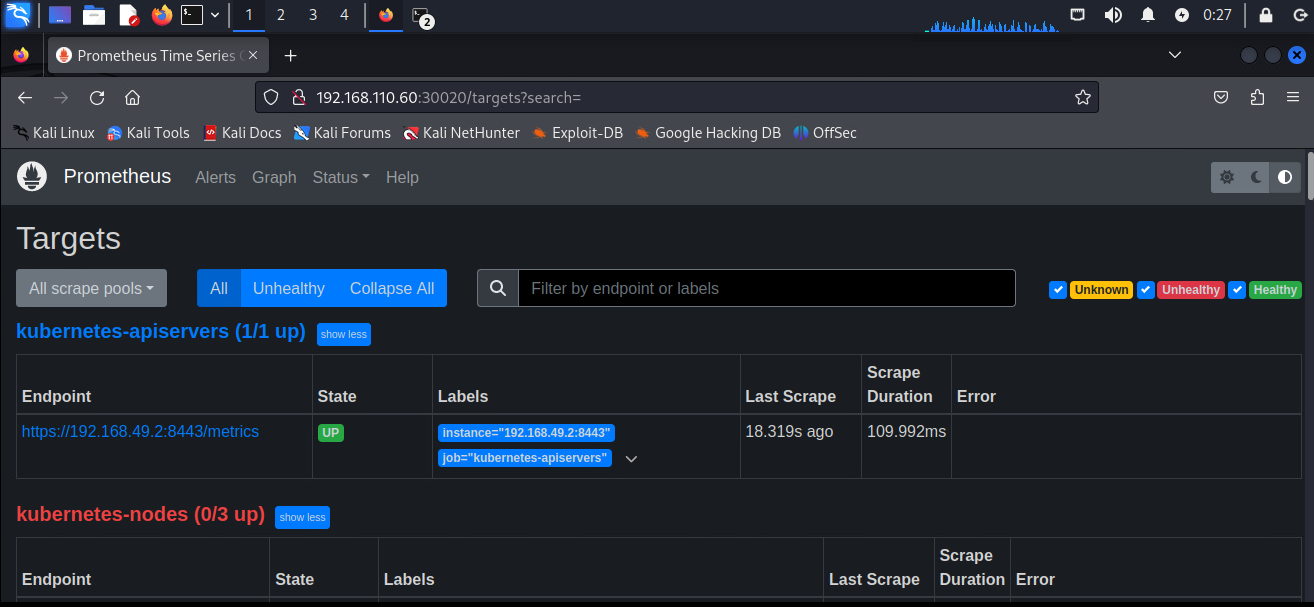 1 2 3 4 2 0:27
Prometheus Time Series
192.168.110.60:30020/targets?search=
Kali Linux Kali Tools Kali Docs Kali Forums Kali NetHunter Exploit-DB Google Hacking DB OffSec
Prometheus Alerts Graph Status Help
Targets
All scrape pools All Unhealthy Collapse All Filter by endpoint or labels Unknown Unhealthy Healthy
kubernetes-apiservers (1/1 up) show less
Endpoint State Labels Last Scrape Scrape Duration Error
https://192.168.49.2:8443/metrics UP instance="192.168.49.2:8443" 18.319s ago 109.992ms
job="kubernetes-apiservers"
kubernetes-nodes (0/3 up) show less
Endpoint State Labels Last Scrape Scrape Duration Error